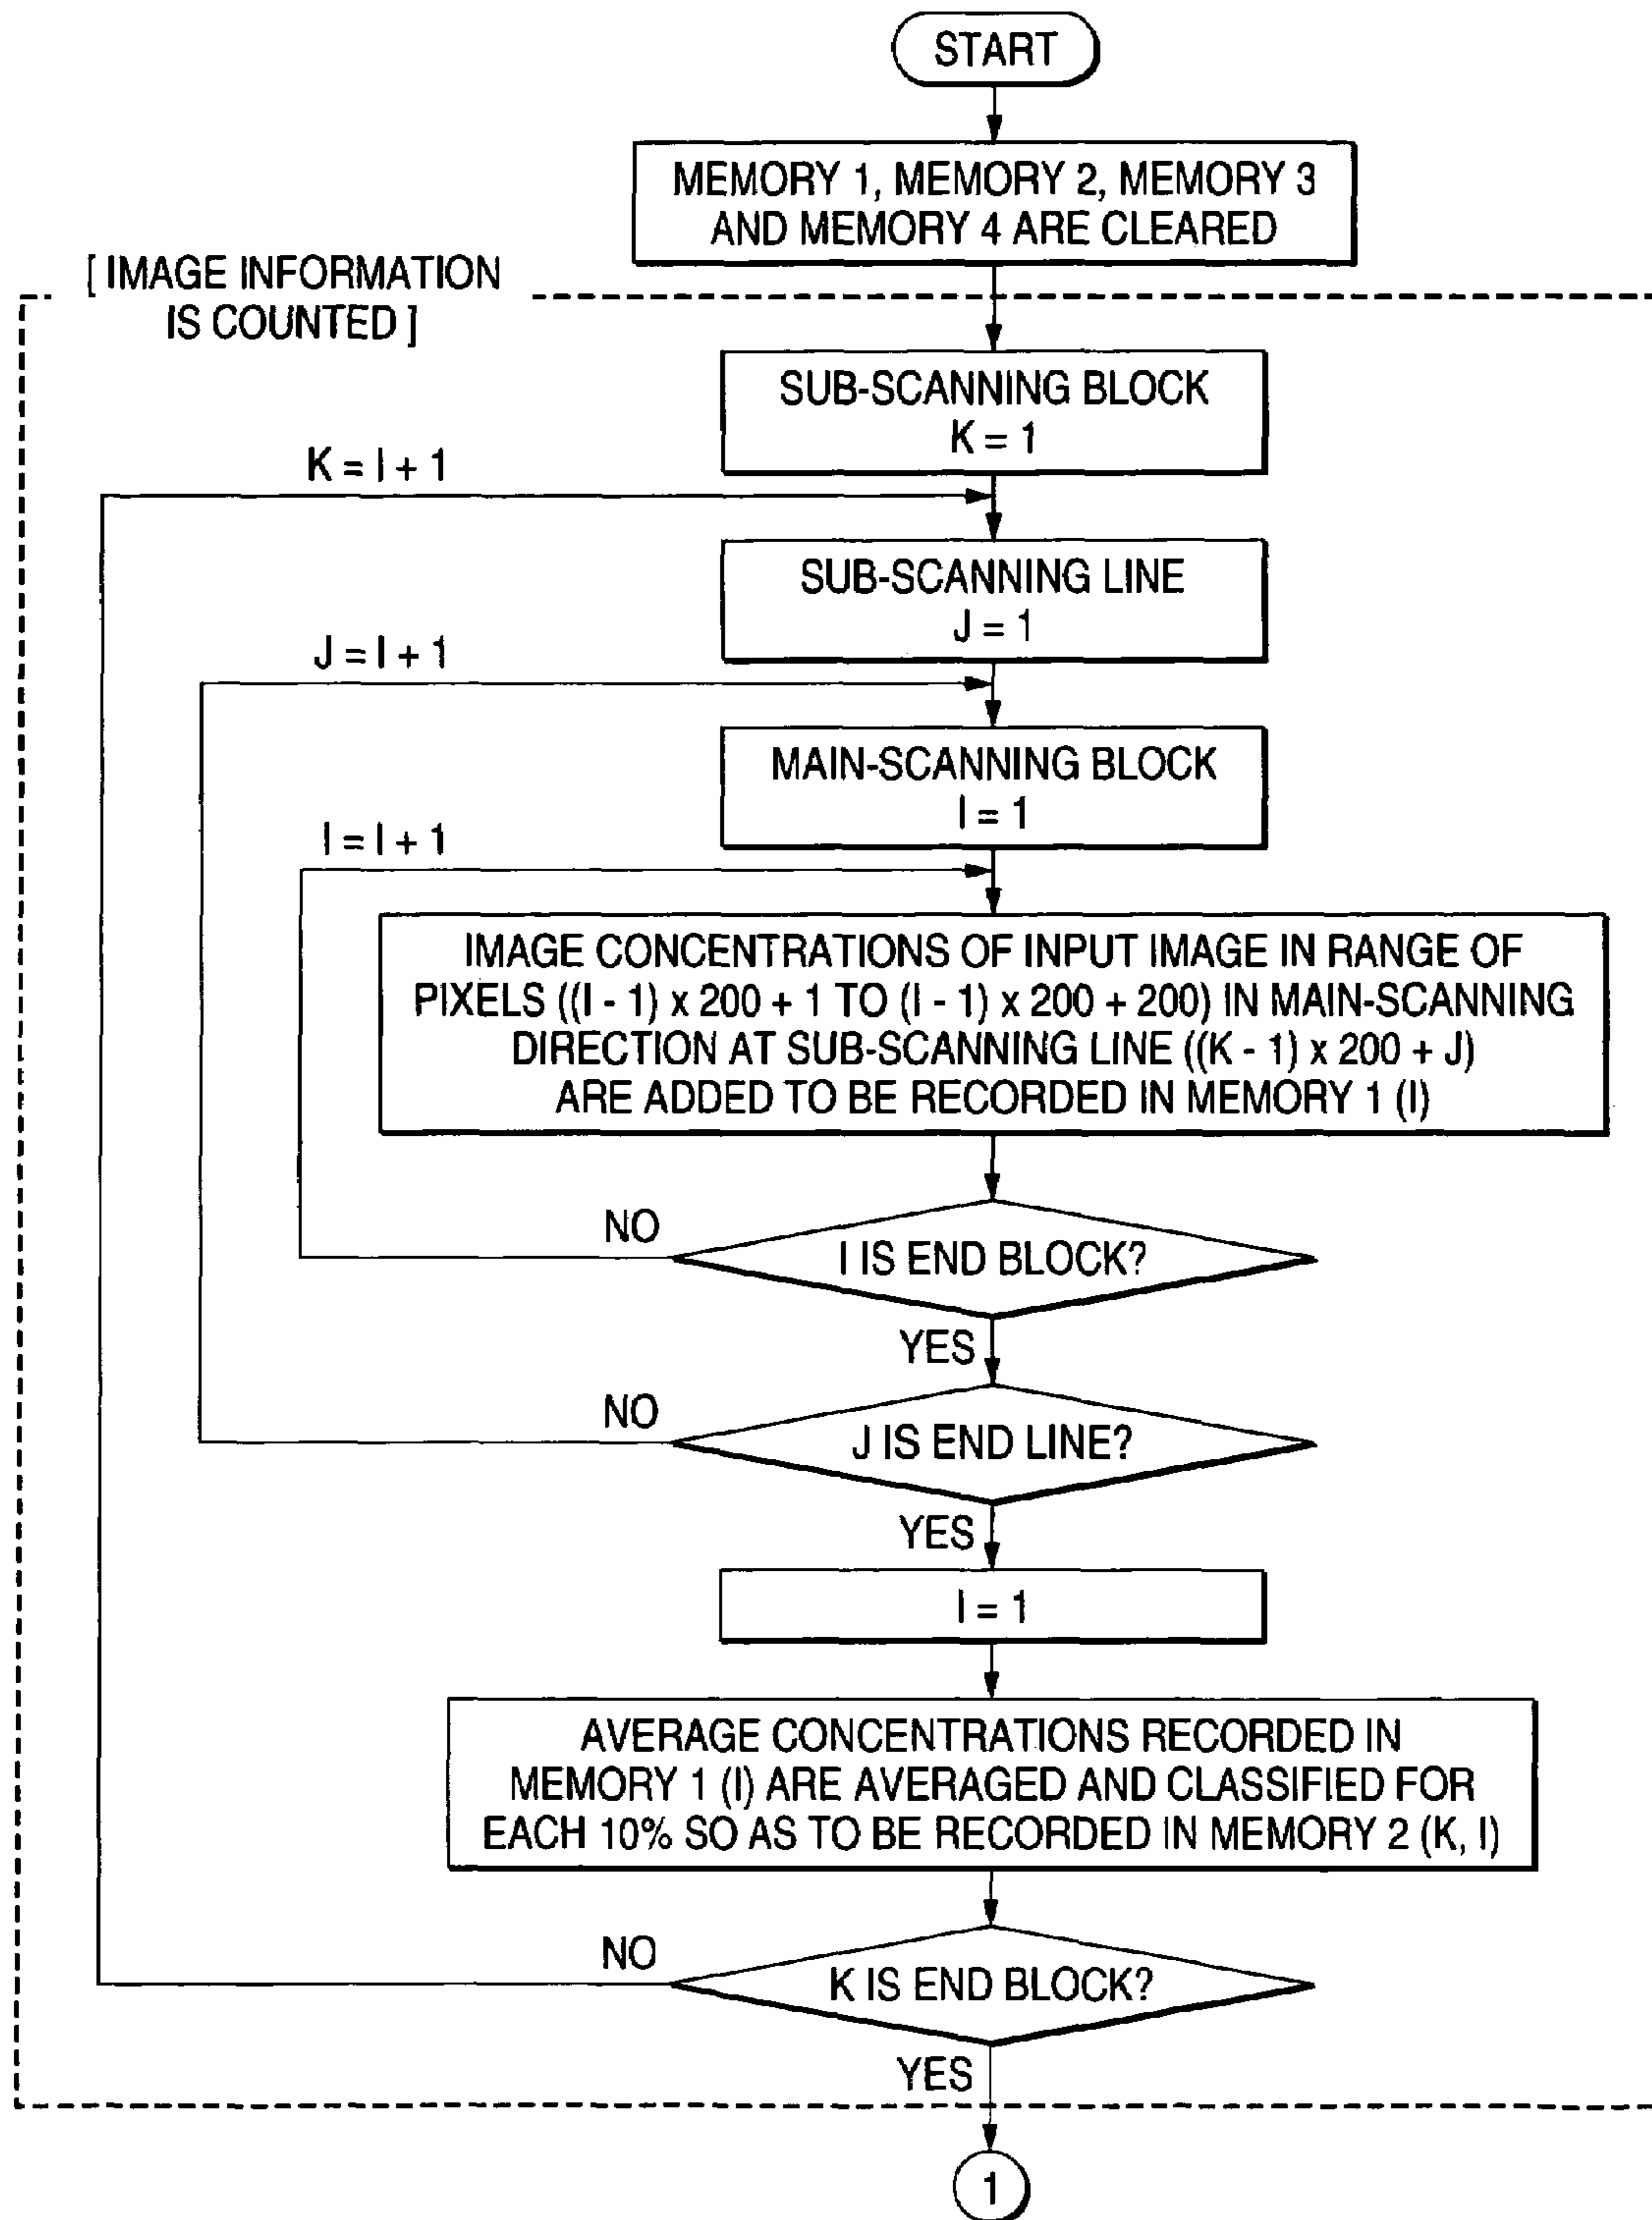 START
MEMORY 1, MEMORY 2, MEMORY 3
AND MEMORY 4 ARE CLEARED
[ IMAGE INFORMATION
IS COUNTED ]
SUB-SCANNING BLOCK
K = 1
K = I + 1
SUB-SCANNING LINE
J = 1
J = I + 1
MAIN-SCANNING BLOCK
I = 1
I = I + 1
IMAGE CONCENTRATIONS OF INPUT IMAGE IN RANGE OF
PIXELS ((I - 1) x 200 + 1 TO (I - 1) x 200 + 200) IN MAIN-SCANNING
DIRECTION AT SUB-SCANNING LINE ((K - 1) x 200 + J)
ARE ADDED TO BE RECORDED IN MEMORY 1 (I)
NO
I IS END BLOCK?
YES
NO
J IS END LINE?
YES
I = 1
AVERAGE CONCENTRATIONS RECORDED IN
MEMORY 1 (I) ARE AVERAGED AND CLASSIFIED FOR
EACH 10% SO AS TO BE RECORDED IN MEMORY 2 (K, I)
NO
K IS END BLOCK?
YES
1